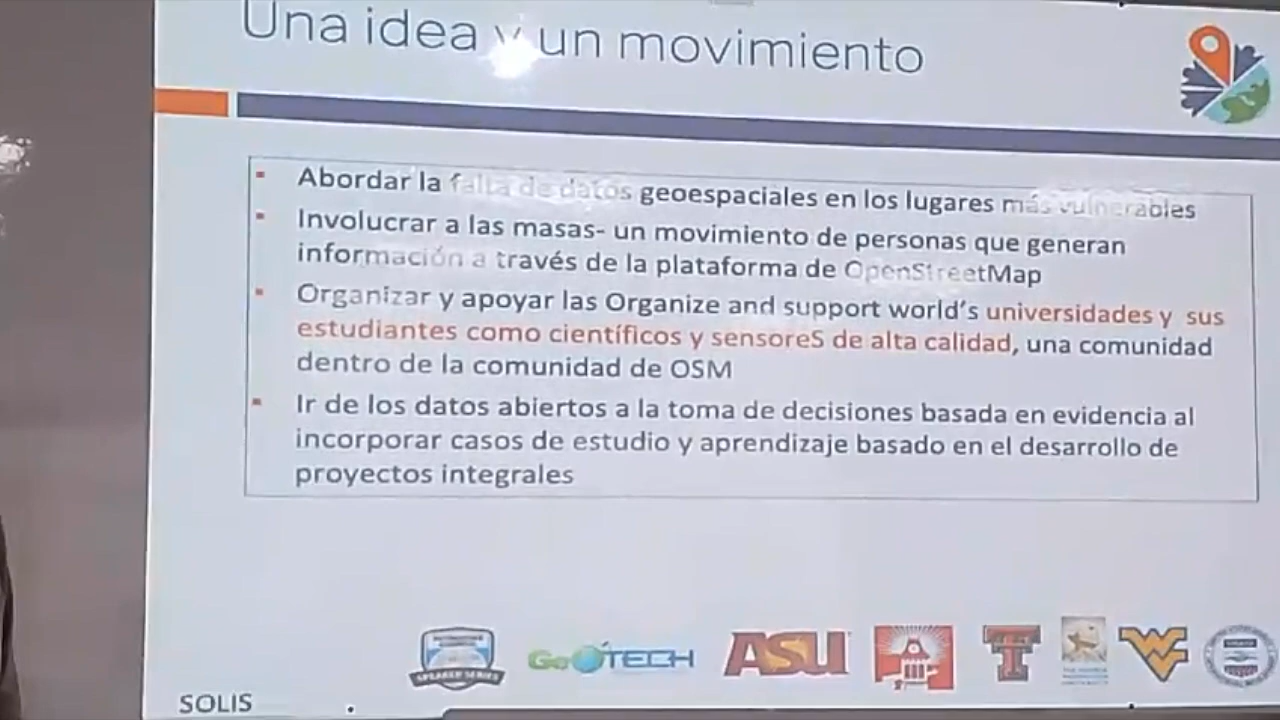 Una idea y un movimiento
Abordar la falta de datos geoespaciales en los lugares más vulnerables
Involucrar a las masas- un movimiento de personas que generan
información a través de la plataforma de OpenStreetMap
Organizar y apoyar las Organize and support world's universidades y sus
estudiantes como científicos y sensoreS de alta calidad, una comunidad
dentro de la comunidad de OSM
Ir de los datos abiertos a la toma de decisiones basada en evidencia al
incorporar casos de estudio y aprendizaje basado en el desarrollo de
proyectos integrales
SPEAKER SERIES
GeoTECH
ASU
T
WV
SOLIS